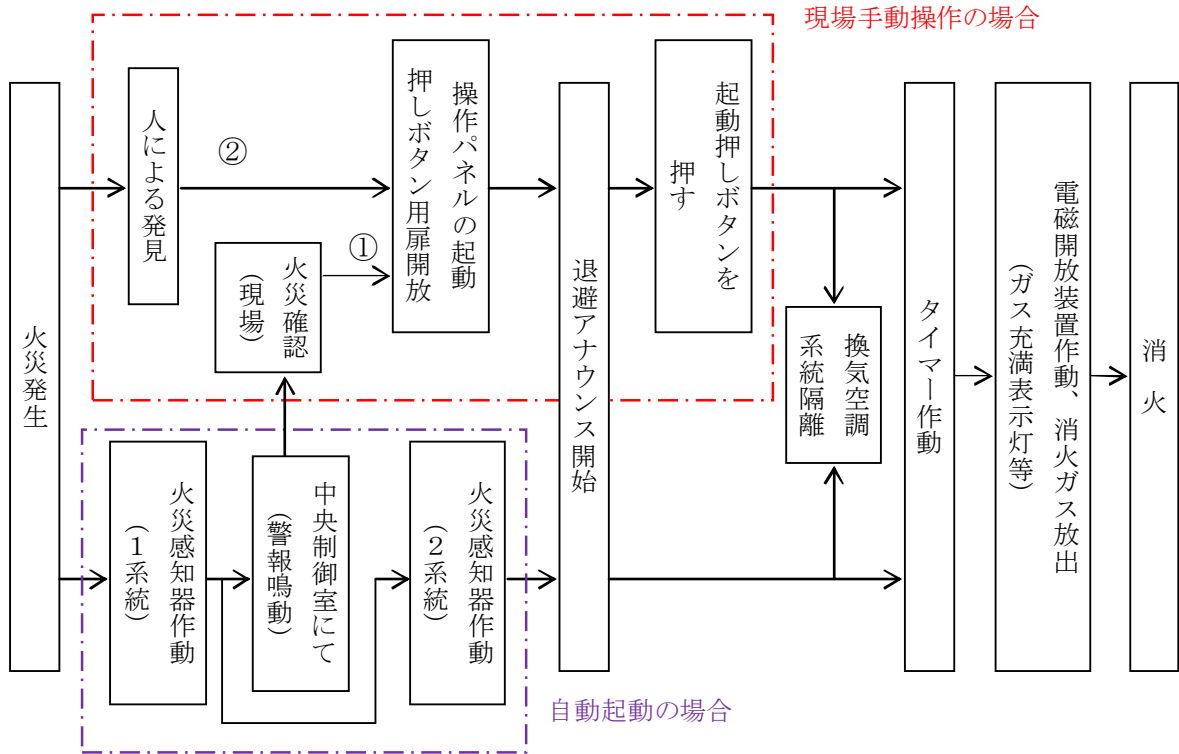 現場手動操作の場合
火災発生
人による発見
②
火災確認
(現場)
①
操作パネルの起動
押しボタン用扉開放
退避アナウンス開始
起動押しボタンを
押す
換気空調
系統隔離
タイマー作動
電磁開放装置作動、消火ガス放出
(ガス充満表示灯等)
消火
火災感知器作動
(1系統)
中央制御室にて
(警報鳴動)
火災感知器作動
(2系統)
自動起動の場合